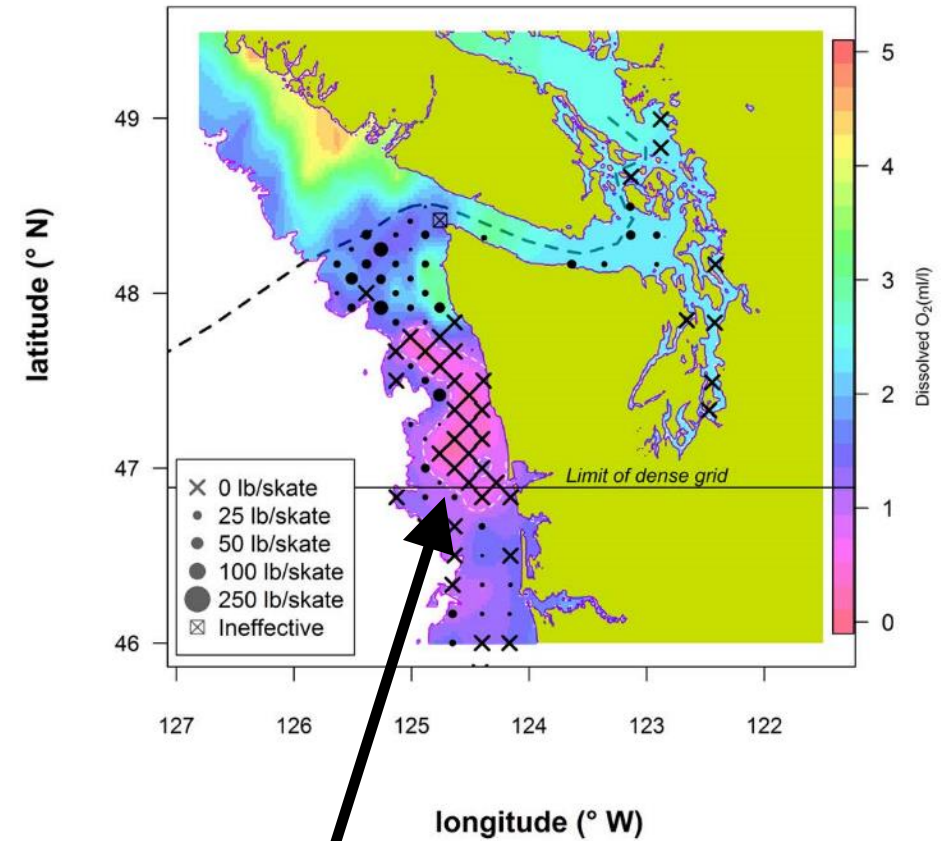 latitude (° N)
49
48
47
46
Limit of dense grid
0 lb/skate
25 lb/skate
50 lb/skate
100 lb/skate
250 lb/skate
Ineffective
127 126 125 124 123 122
longitude (° W)
5
4
3
2
1
0
Dissolved O₂(ml/l)